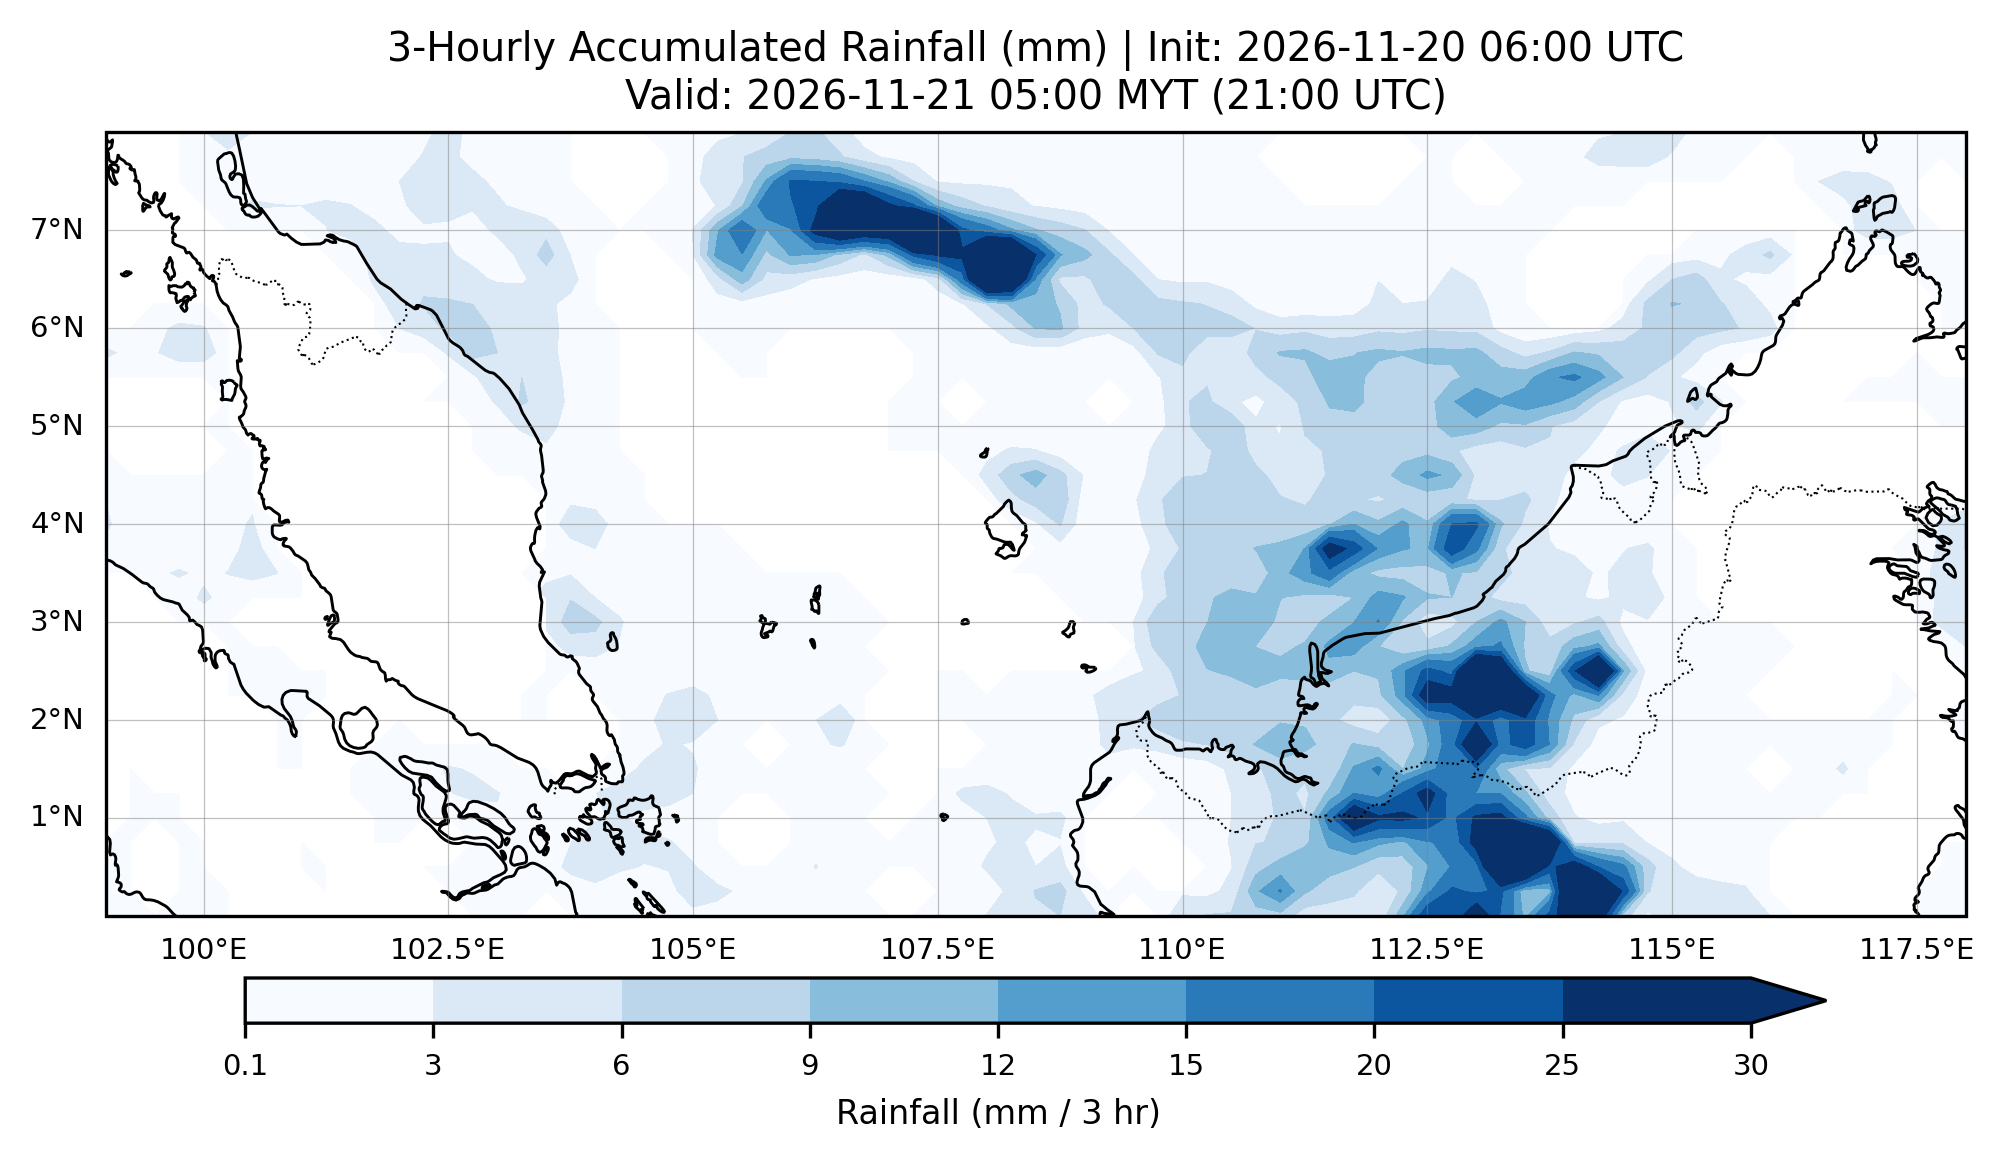 3-Hourly Accumulated Rainfall (mm) | Init: 2026-11-20 06:00 UTC
Valid: 2026-11-21 05:00 MYT (21:00 UTC)
7°N
6°N
5°N
4°N
3°N
2°N
1°N
100°E 102.5°E 105°E 107.5°E 110°E 112.5°E 115°E 117.5°E
0.1 3 6 9 12 15 20 25 30
Rainfall (mm / 3 hr)